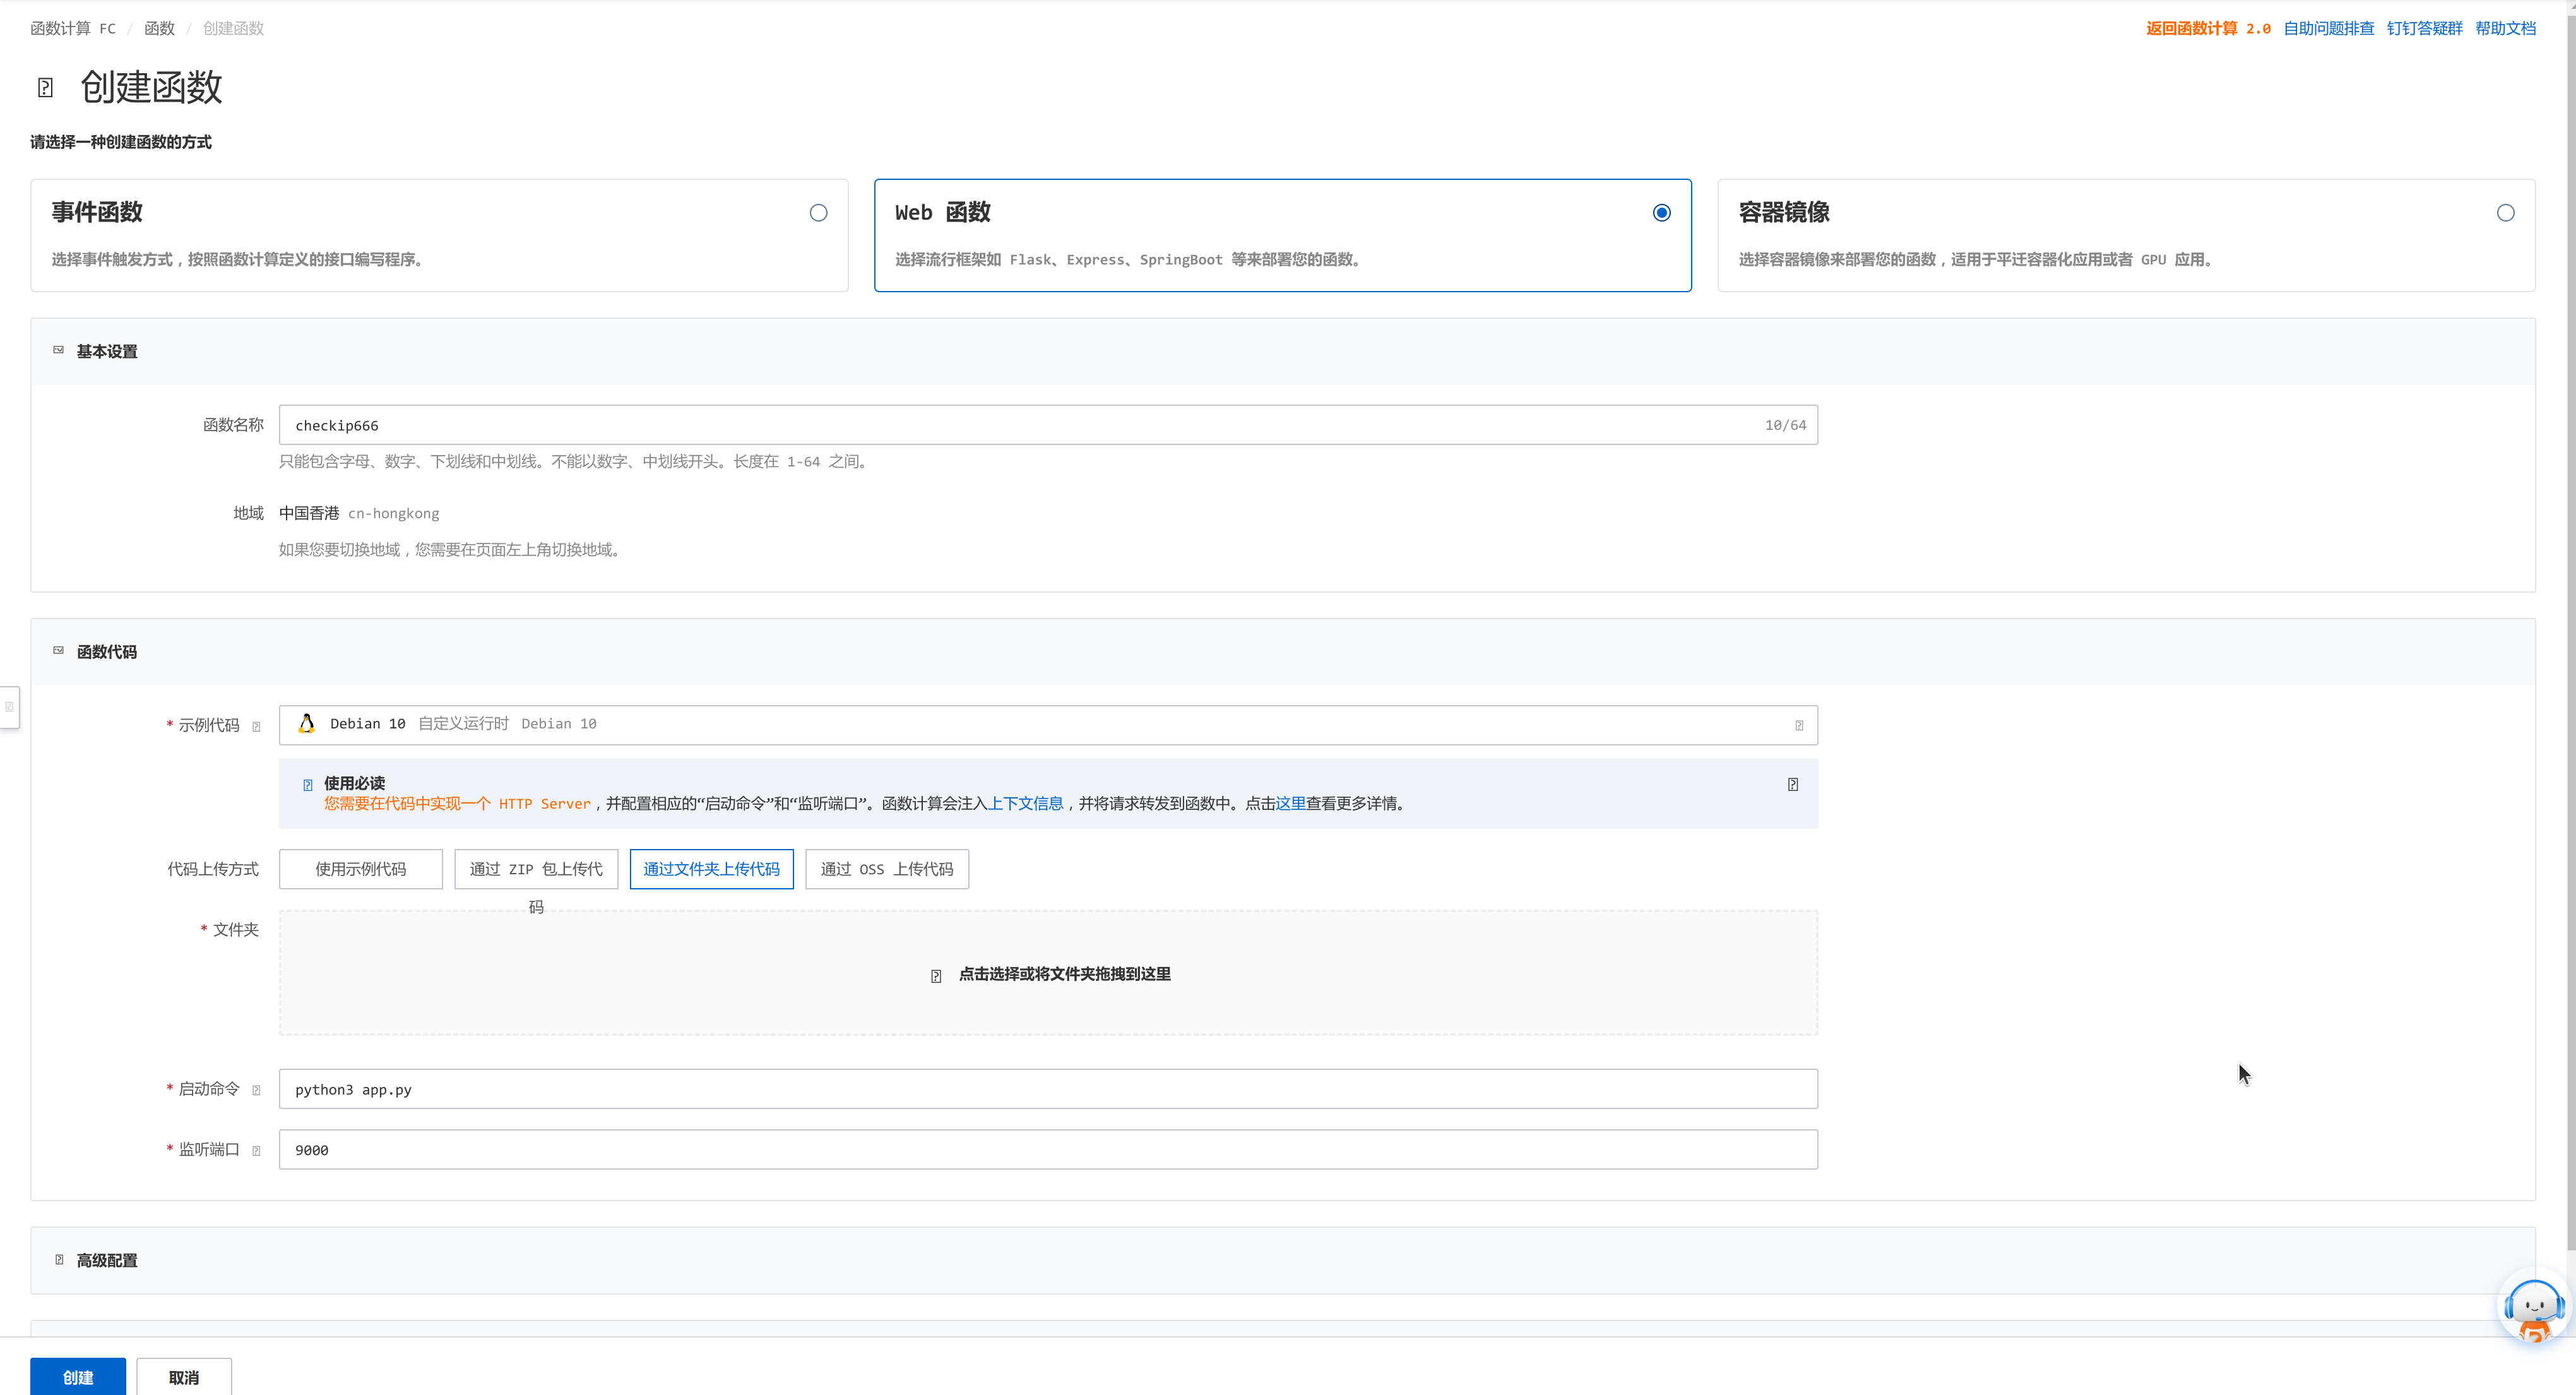 函数计算 FC / 函数 / 创建函数
返回函数计算 2.0 自助问题排查 钉钉答疑群 帮助文档
创建函数
请选择一种创建函数的方式
事件函数
选择事件触发方式，按照函数计算定义的接口编写程序。
Web 函数
选择流行框架如 Flask、Express、SpringBoot 等来部署您的函数。
容器镜像
选择容器镜像来部署您的函数，适用于平迁容器化应用或者 GPU 应用。
基本设置
函数名称 checkip666 10/64
只能包含字母、数字、下划线和中划线。不能以数字、中划线开头。长度在 1-64 之间。
地域 中国香港 cn-hongkong
如果您要切换地域，您需要在页面左上角切换地域。
函数代码
* 示例代码 Debian 10 自定义运行时 Debian 10
使用必读
您需要在代码中实现一个 HTTP Server，并配置相应的“启动命令”和“监听端口”。函数计算会注入上下文信息，并将请求转发到函数中。点击这里查看更多详情。
代码上传方式 使用示例代码 通过 ZIP 包上传代码 通过文件夹上传代码 通过 OSS 上传代码
* 文件夹
点击选择或将文件夹拖拽到这里
* 启动命令 python3 app.py
* 监听端口 9000
高级配置
创建 取消